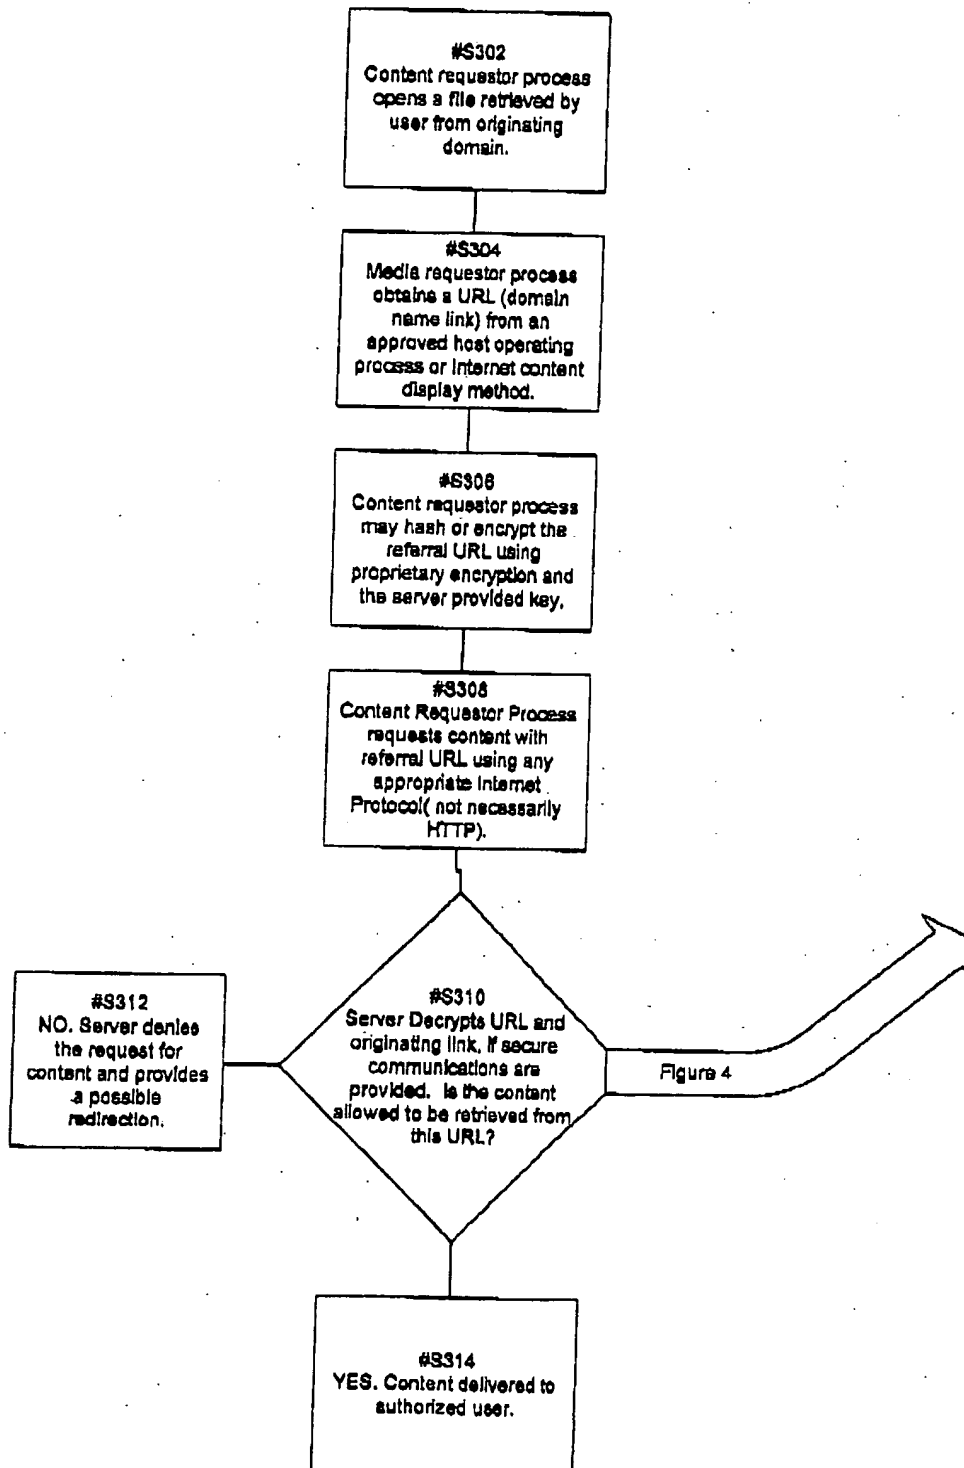 #S302
Content requestor process
opens a file retrieved by
user from originating
domain.
#S304
Media requestor process
obtains a URL (domain
name link) from an
approved host operating
process or Internet content
display method.
#S306
Content requestor process
may hash or encrypt the
referral URL using
proprietary encryption and
the server provided key.
#S308
Content Requestor Process
requests content with
referral URL using any
appropriate Internet
Protocol( not necessarily
HTTP).
#S310
Server Decrypts URL and
originating link, if secure
communications are
provided. Is the content
allowed to be retrieved from
this URL?
#S312
NO. Server denies
the request for
content and provides
a possible
redirection.
Figure 4
#S314
YES. Content delivered to
authorized user.